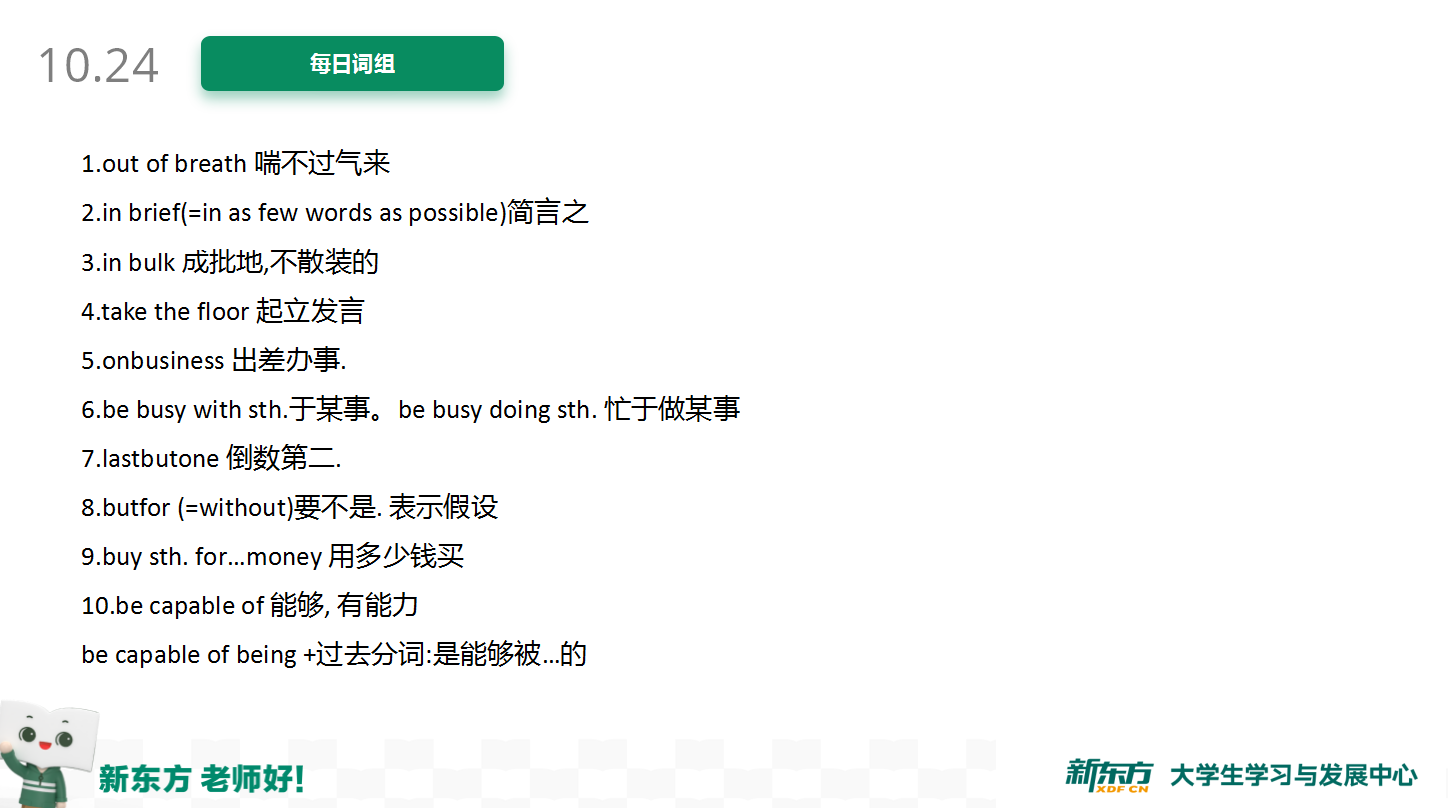 10.24
每日词组
1.out of breath 喘不过气来
2.in brief(=in as few words as possible)简言之
3.in bulk 成批地,不散装的
4.take the floor 起立发言
5.onbusiness 出差办事.
6.be busy with sth.于某事。be busy doing sth. 忙于做某事
7.lastbutone 倒数第二.
8.butfor (=without)要不是. 表示假设
9.buy sth. for…money 用多少钱买
10.be capable of 能够, 有能力
be capable of being +过去分词:是能够被…的
新东方 老师好!
新东方 XDF.CN 大学生学习与发展中心